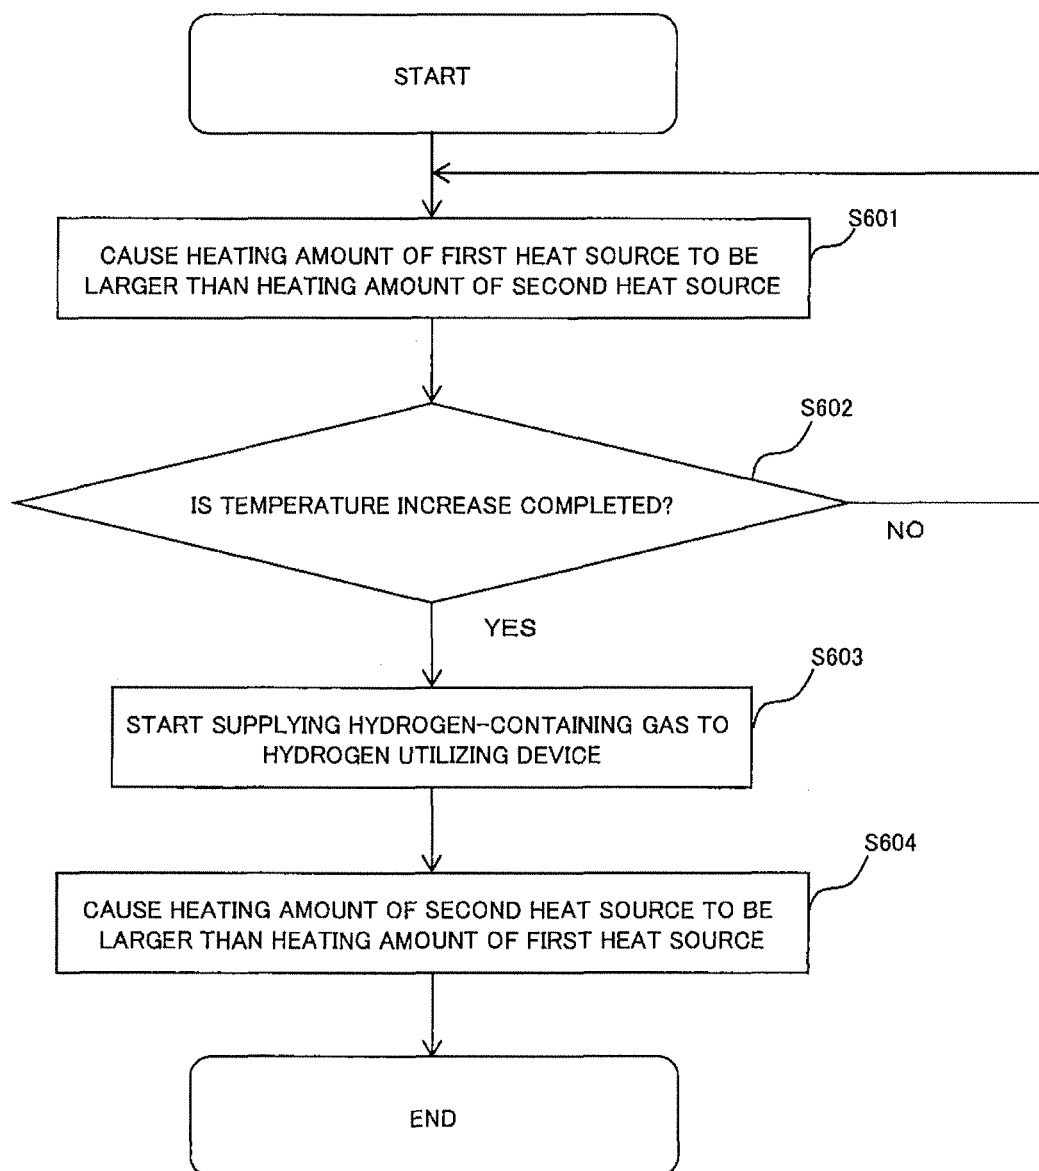 START
S601
CAUSE HEATING AMOUNT OF FIRST HEAT SOURCE TO BE
LARGER THAN HEATING AMOUNT OF SECOND HEAT SOURCE
S602
IS TEMPERATURE INCREASE COMPLETED?
NO
YES
S603
START SUPPLYING HYDROGEN-CONTAINING GAS TO
HYDROGEN UTILIZING DEVICE
S604
CAUSE HEATING AMOUNT OF SECOND HEAT SOURCE TO BE
LARGER THAN HEATING AMOUNT OF FIRST HEAT SOURCE
END